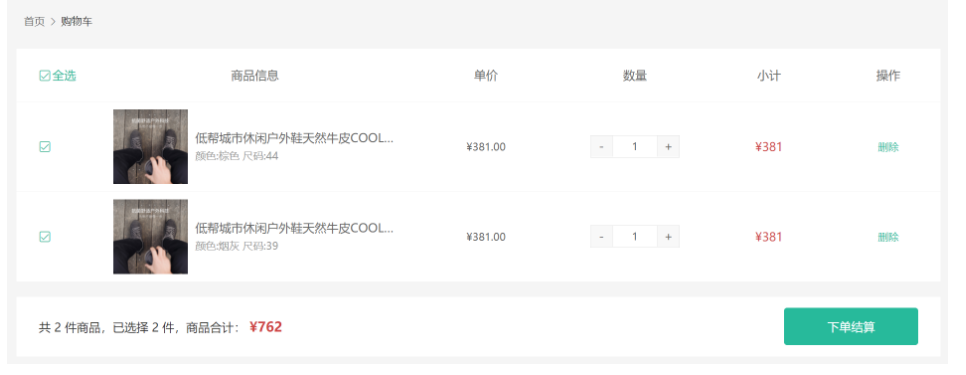 首页 > 购物车
全选 商品信息 单价 数量 小计 操作
低帮城市休闲户外鞋天然牛皮COOL...
颜色:棕色 尺码:44
¥381.00 - 1 + ¥381 删除
低帮城市休闲户外鞋天然牛皮COOL...
颜色:烟灰 尺码:39
¥381.00 - 1 + ¥381 删除
共 2 件商品，已选择 2 件，商品合计： ¥762 下单结算